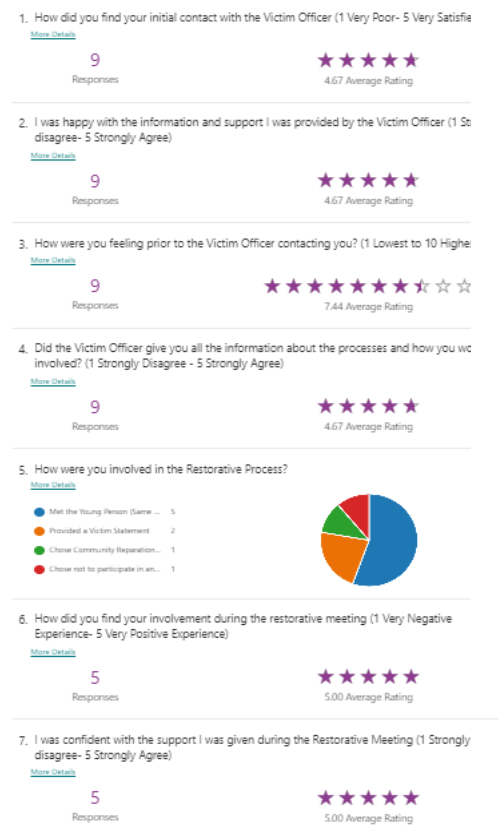 1. How did you find your initial contact with the Victim Officer (1 Very Poor- 5 Very Satisfie
More Details
9
Responses
4.67 Average Rating
2. I was happy with the information and support I was provided by the Victim Officer (1 St
disagree- 5 Strongly Agree)
More Details
9
Responses
4.67 Average Rating
3. How were you feeling prior to the Victim Officer contacting you? (1 Lowest to 10 Highe
More Details
9
Responses
7.44 Average Rating
4. Did the Victim Officer give you all the information about the processes and how you wo
involved? (1 Strongly Disagree - 5 Strongly Agree)
More Details
9
Responses
4.67 Average Rating
5. How were you involved in the Restorative Process?
More Details
Met the Young Person (Same ... 5
Provided a Victim Statement 2
Chose Community Reparation... 1
Chose not to participate in an... 1
6. How did you find your involvement during the restorative meeting (1 Very Negative
Experience- 5 Very Positive Experience)
More Details
5
Responses
5.00 Average Rating
7. I was confident with the support I was given during the Restorative Meeting (1 Strongly
disagree- 5 Strongly Agree)
More Details
5
Responses
5.00 Average Rating